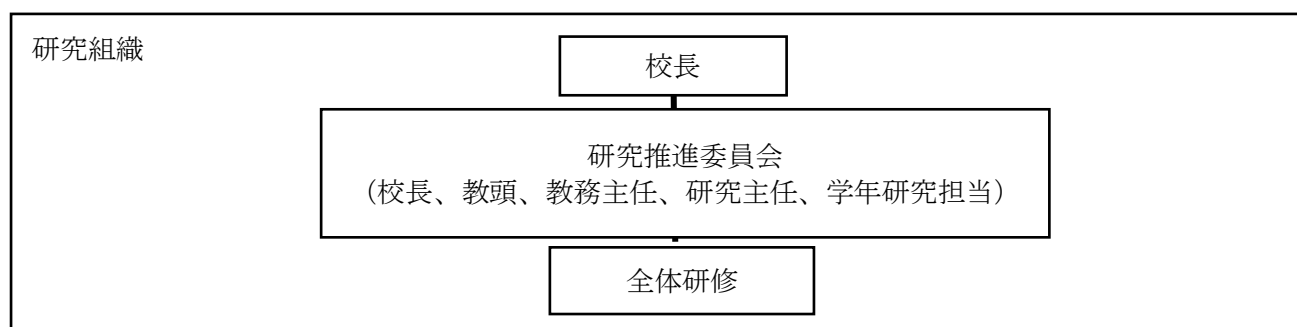 研究組織
校長
研究推進委員会
（校長、教頭、教務主任、研究主任、学年研究担当）
全体研修